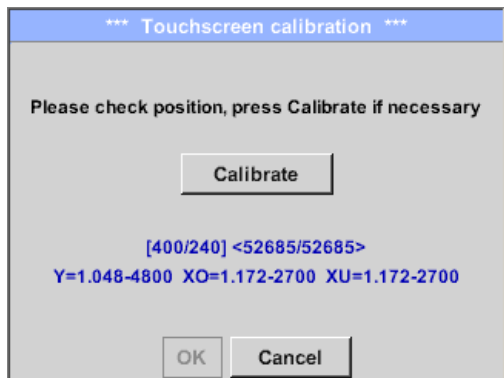 *** Touchscreen calibration ***
Please check position, press Calibrate if necessary
Calibrate
[400/240] <52685/52685>
Y=1.048-4800 XO=1.172-2700 XU=1.172-2700
OK Cancel